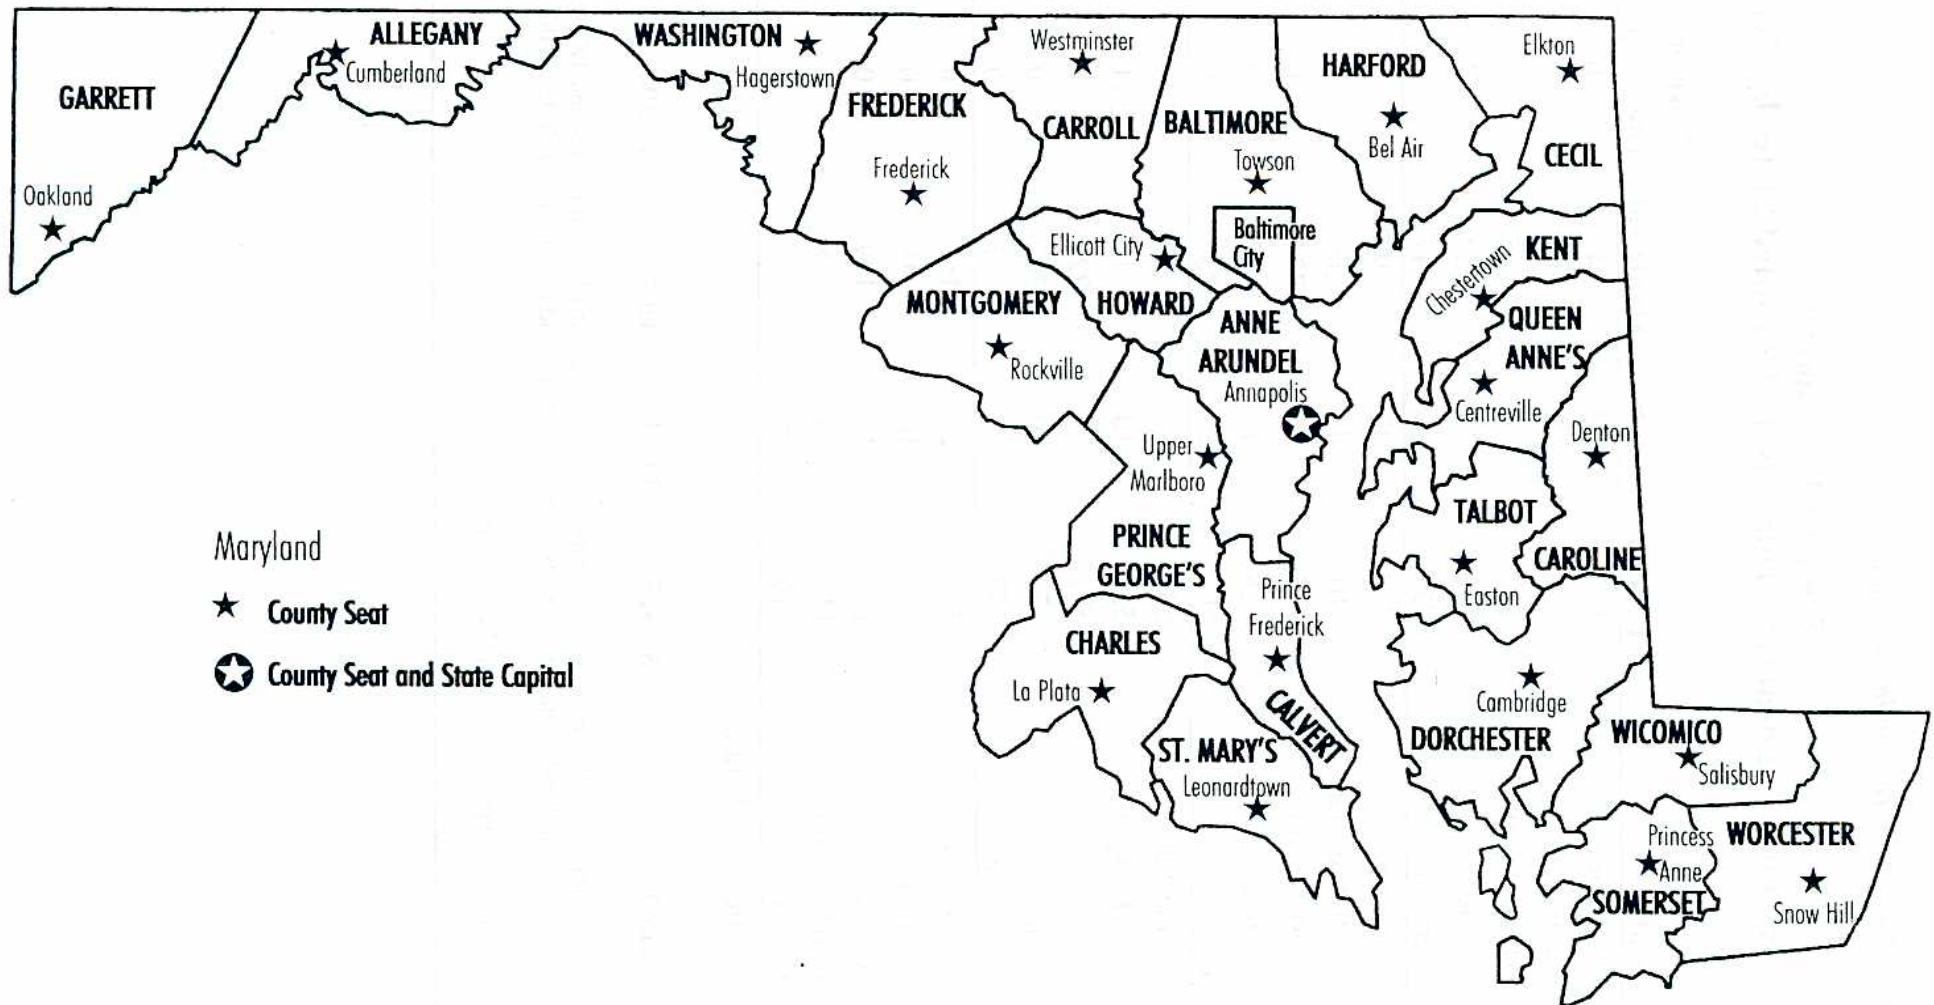 GARRETT
Oakland
ALLEGANY
Cumberland
WASHINGTON
Hagerstown
FREDERICK
Frederick
Westminster
CARROLL
BALTIMORE
Towson
Baltimore
City
HARFORD
Bel Air
Elkton
CECIL
Ellicott City
HOWARD
MONTGOMERY
Rockville
ANNE
ARUNDEL
Annapolis
KENT
Chestertown
QUEEN
ANNE'S
Centreville
Denton
CAROLINE
Upper
Marlboro
PRINCE
GEORGE'S
TALBOT
Easton
Prince
Frederick
CALVERT
CHARLES
La Plata
ST. MARY'S
Leonardtown
Cambridge
DORCHESTER
WICOMICO
Salisbury
Princess
Anne
SOMERSET
WORCESTER
Snow Hill
Maryland
County Seat
County Seat and State Capital